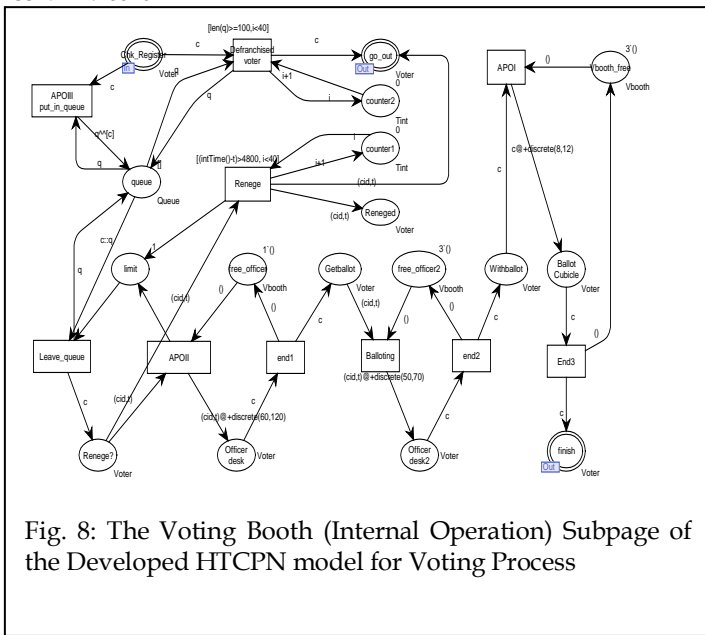 [len(q)>=100,i<40]
Chk_Register
In
Voter
c
Defranchised
voter
c
go_out
Out
Voter
APOI
()
3`()
Vbooth_free
Vbooth
APOIII
put_in_queue
c
q
q
i+1
i
0
counter2
Tint
q^^[c]
q
[(intTime()-t)>4800, i<40]
0
counter1
Tint
i
i+1
c@+discrete(8,12)
[]
queue
Queue
Renege
(cid,t)
(cid,t)
Reneged
Voter
c
c::q
q
1
limit
(cid,t)
1`()
free_officer
Vbooth
Getballot
Voter
3`()
free_officer2
Vbooth
Withballot
Voter
Ballot
Cubicle
Voter
()
()
c
(cid,t)
()
()
c
c
()
Leave_queue
APOII
end1
Balloting
end2
End3
c
(cid,t)
(cid,t)@+discrete(60,120)
c
(cid,t)@+discrete(50,70)
c
c
Renege?
Voter
Officer
desk
Voter
Officer
desk2
Voter
finish
Out
Voter
Fig. 8: The Voting Booth (Internal Operation) Subpage of
the Developed HTCPN model for Voting Process